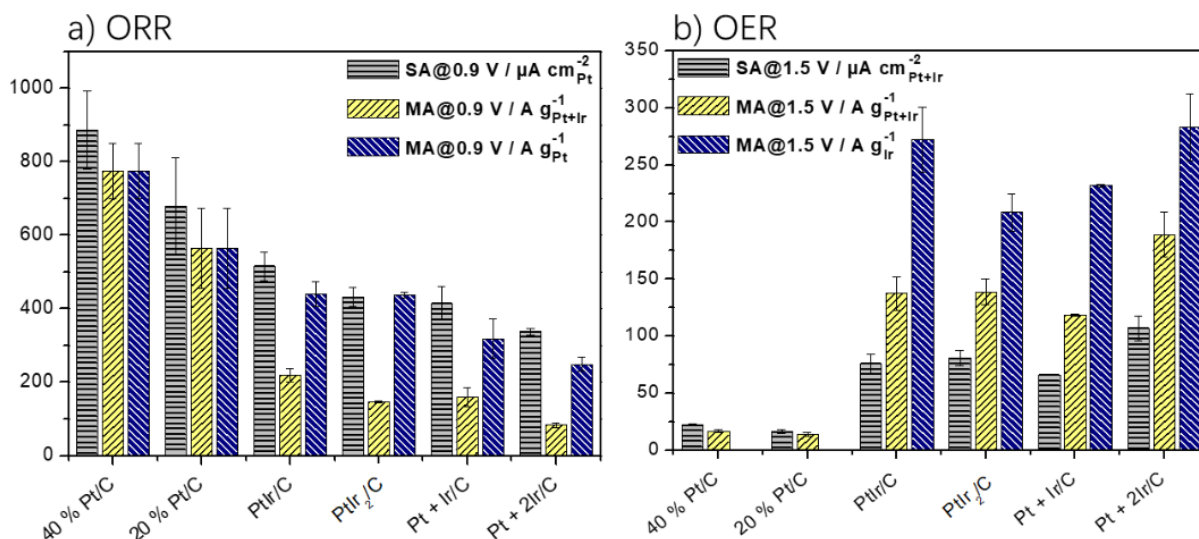 a) ORR
1000
800
600
400
200
0
SA@0.9 V / µA cm⁻²Pt
MA@0.9 V / A g⁻¹Pt+Ir
MA@0.9 V / A g⁻¹Pt
40 % Pt/C
20 % Pt/C
PtIr/C
PtIr₂/C
Pt + Ir/C
Pt + 2Ir/C
b) OER
350
300
250
200
150
100
50
0
SA@1.5 V / µA cm⁻²Pt+Ir
MA@1.5 V / A g⁻¹Pt+Ir
MA@1.5 V / A g⁻¹Ir
40 % Pt/C
20 % Pt/C
PtIr/C
PtIr₂/C
Pt + Ir/C
Pt + 2Ir/C